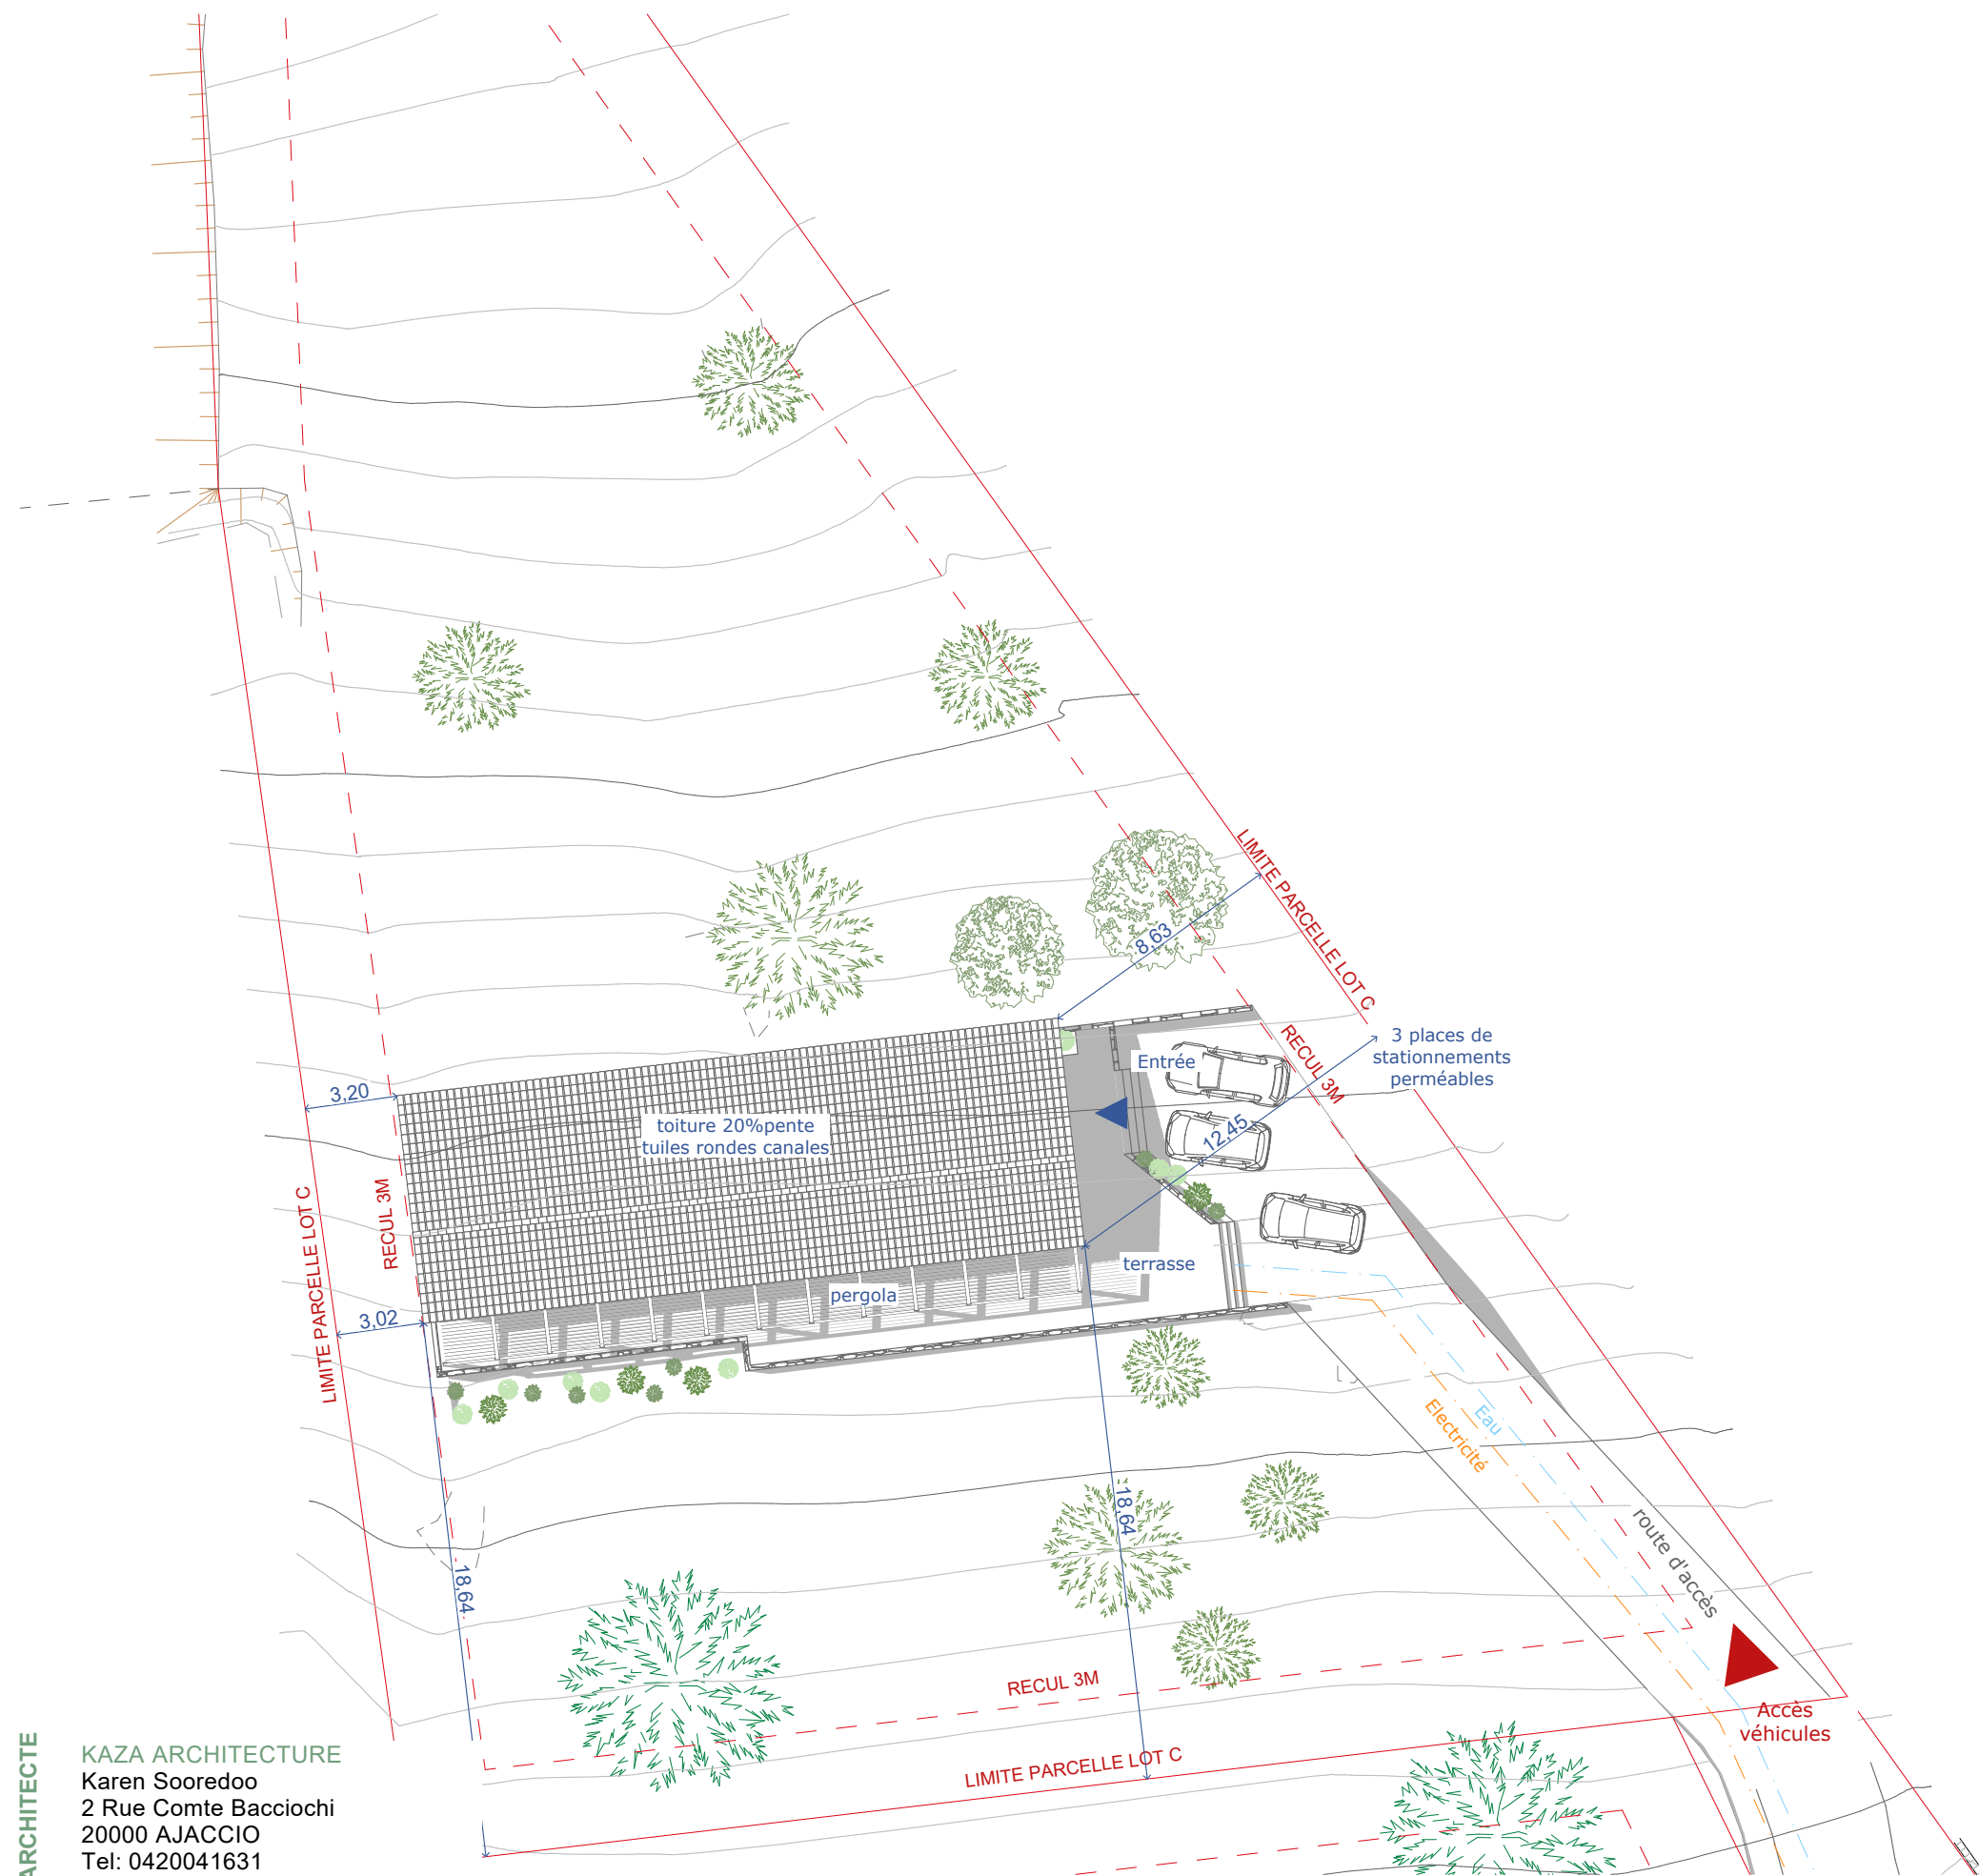 LIMITE PARCELLE LOT C
8,63
RECUL 3M
3 places de
stationnements
perméables
Entrée
3,20
toiture 20%pente
tuiles rondes canales
12,45
RECUL 3M
LIMITE PARCELLE LOT C
terrasse
pergola
3,02
Electricité
Eau
18,64
18,64
route d'accès
RECUL 3M
Accès
véhicules
LIMITE PARCELLE LOT C
ARCHITECTE
KAZA ARCHITECTURE
Karen Sooredoo
2 Rue Comte Bacciochi
20000 AJACCIO
Tel: 0420041631